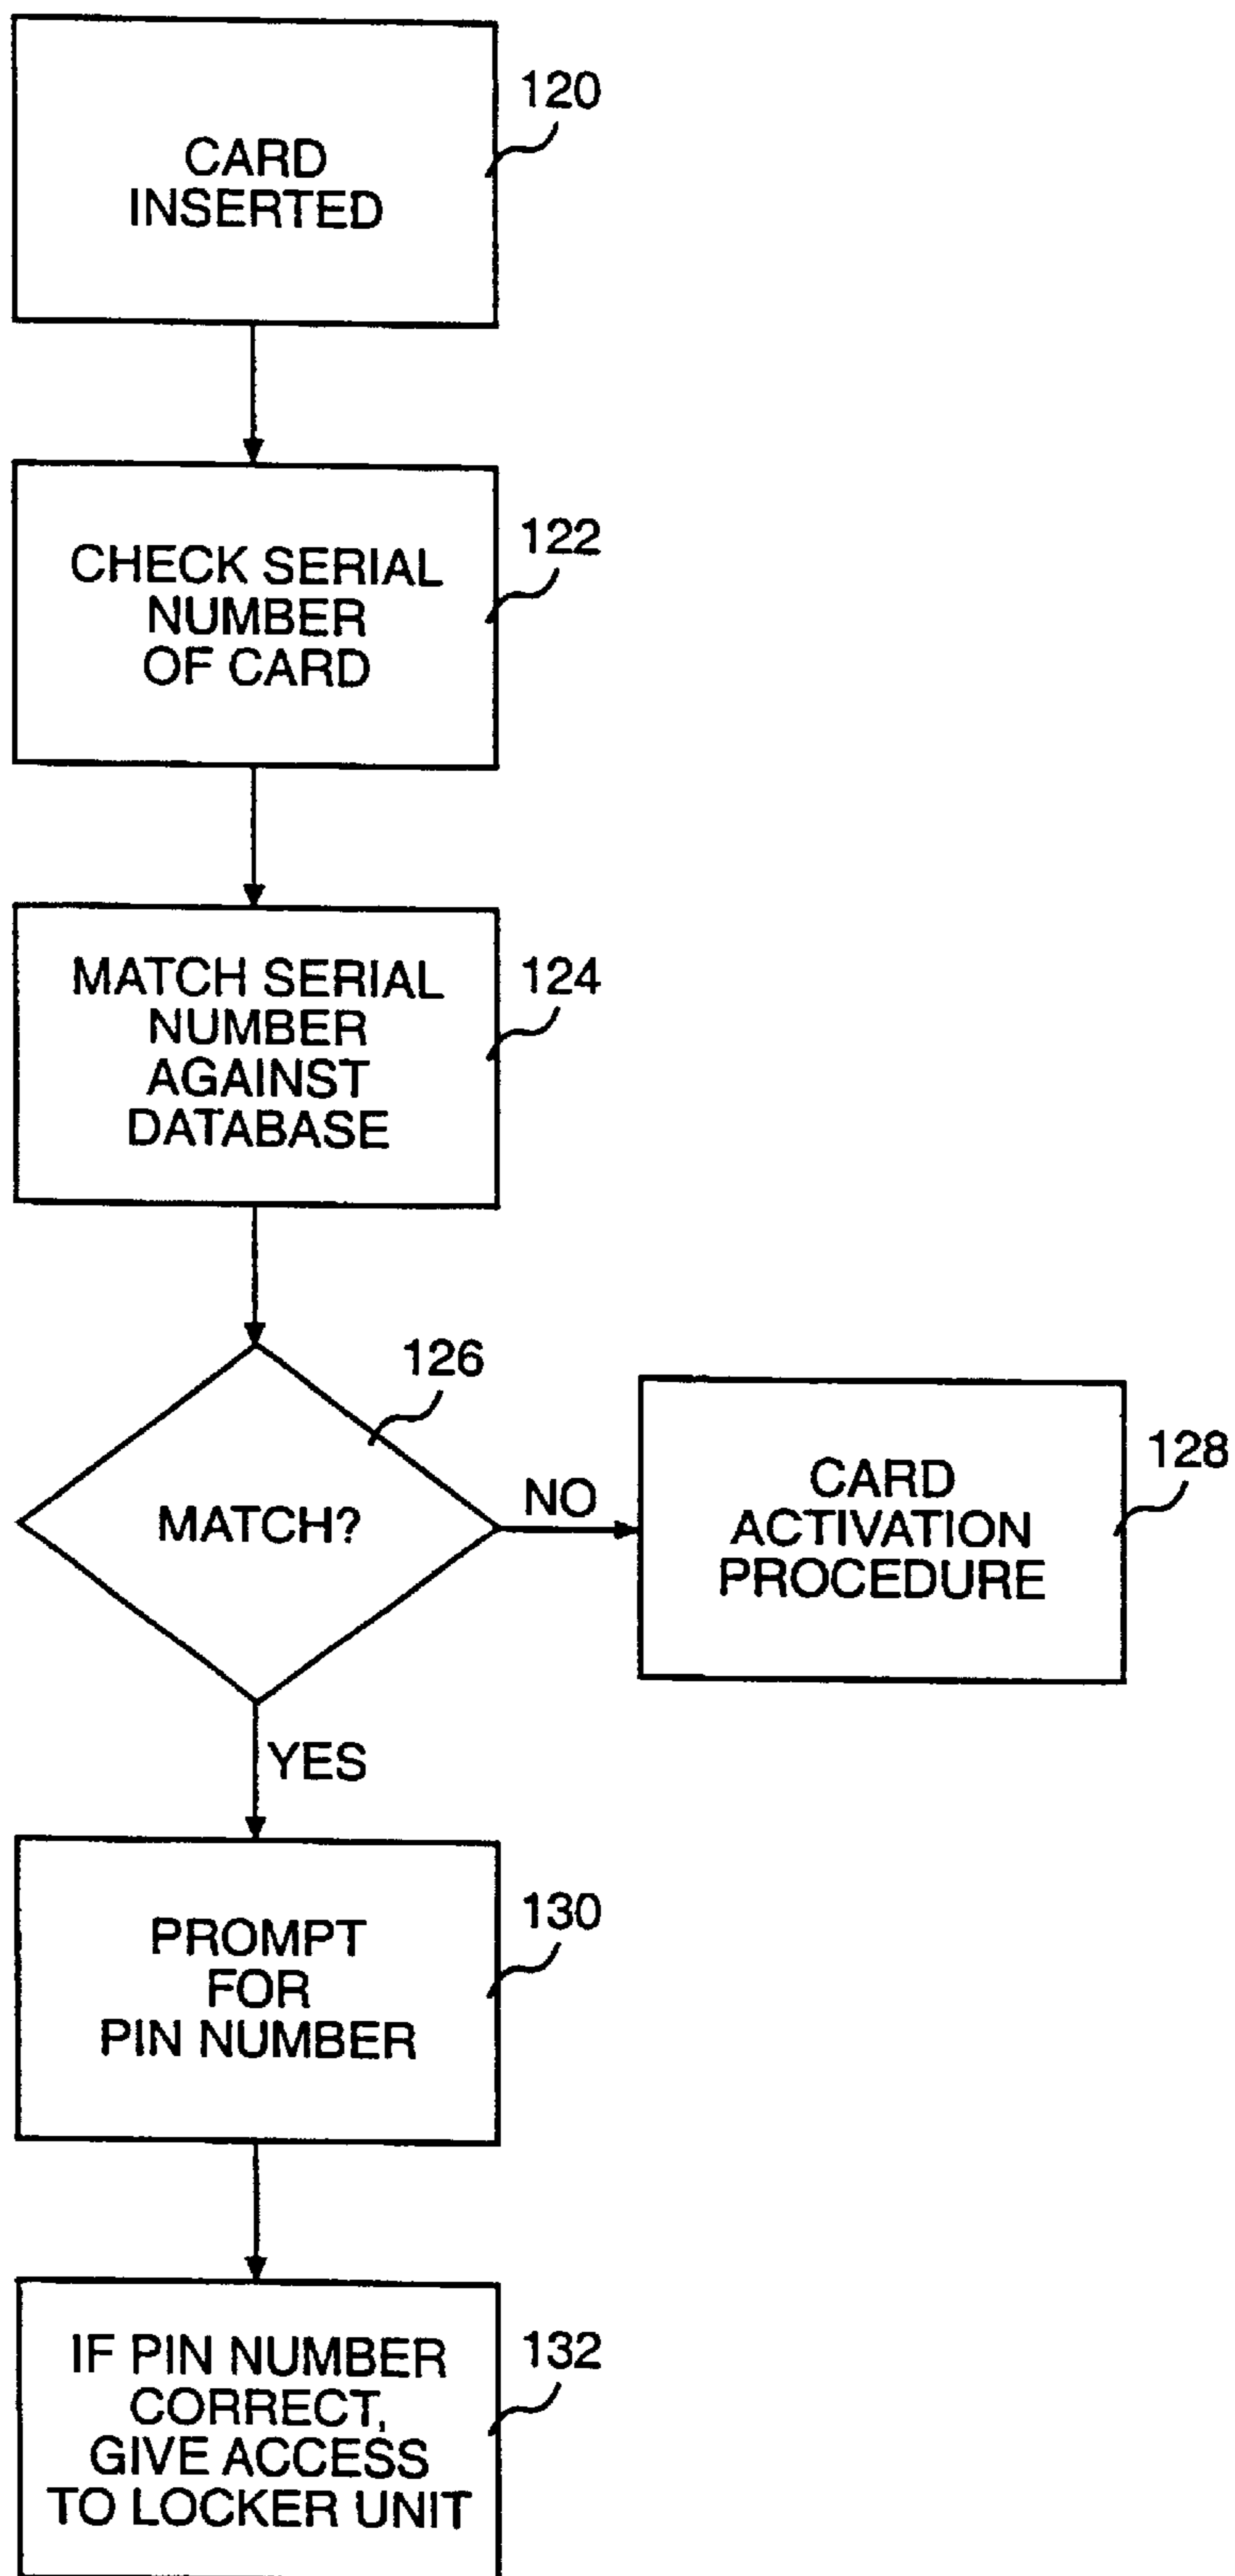 120
CARD
INSERTED
122
CHECK SERIAL
NUMBER
OF CARD
124
MATCH SERIAL
NUMBER
AGAINST
DATABASE
126
MATCH?
NO
128
CARD
ACTIVATION
PROCEDURE
YES
130
PROMPT
FOR
PIN NUMBER
132
IF PIN NUMBER
CORRECT,
GIVE ACCESS
TO LOCKER UNIT